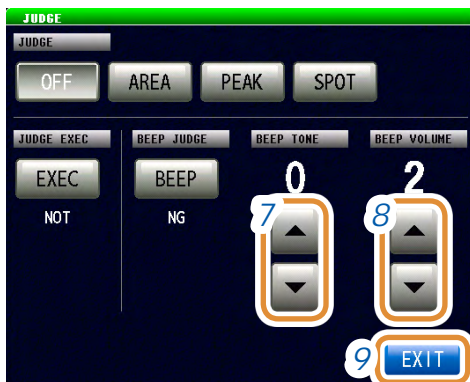 JUDGE
JUDGE
OFF AREA PEAK SPOT
JUDGE EXEC BEEP JUDGE BEEP TONE BEEP VOLUME
EXEC BEEP 0 2
NOT NG 7 8
9 EXIT